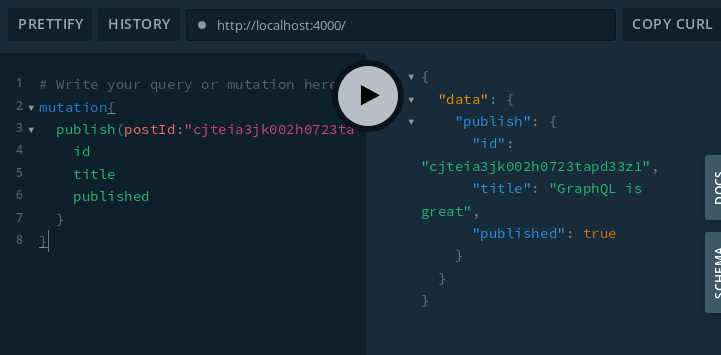 PRETTIFY HISTORY http://localhost:4000/ COPY CURL
1 # Write your query or mutation here
2 mutation{
3 publish(postId:"cjteia3jk002h0723ta
4 id
5 title
6 published
7 }
8 }
{
"data": {
"publish": {
"id":
"cjteia3jk002h0723tapd33z1",
"title": "GraphQL is
great",
"published": true
}
}
}
DOCS
SCHEMA